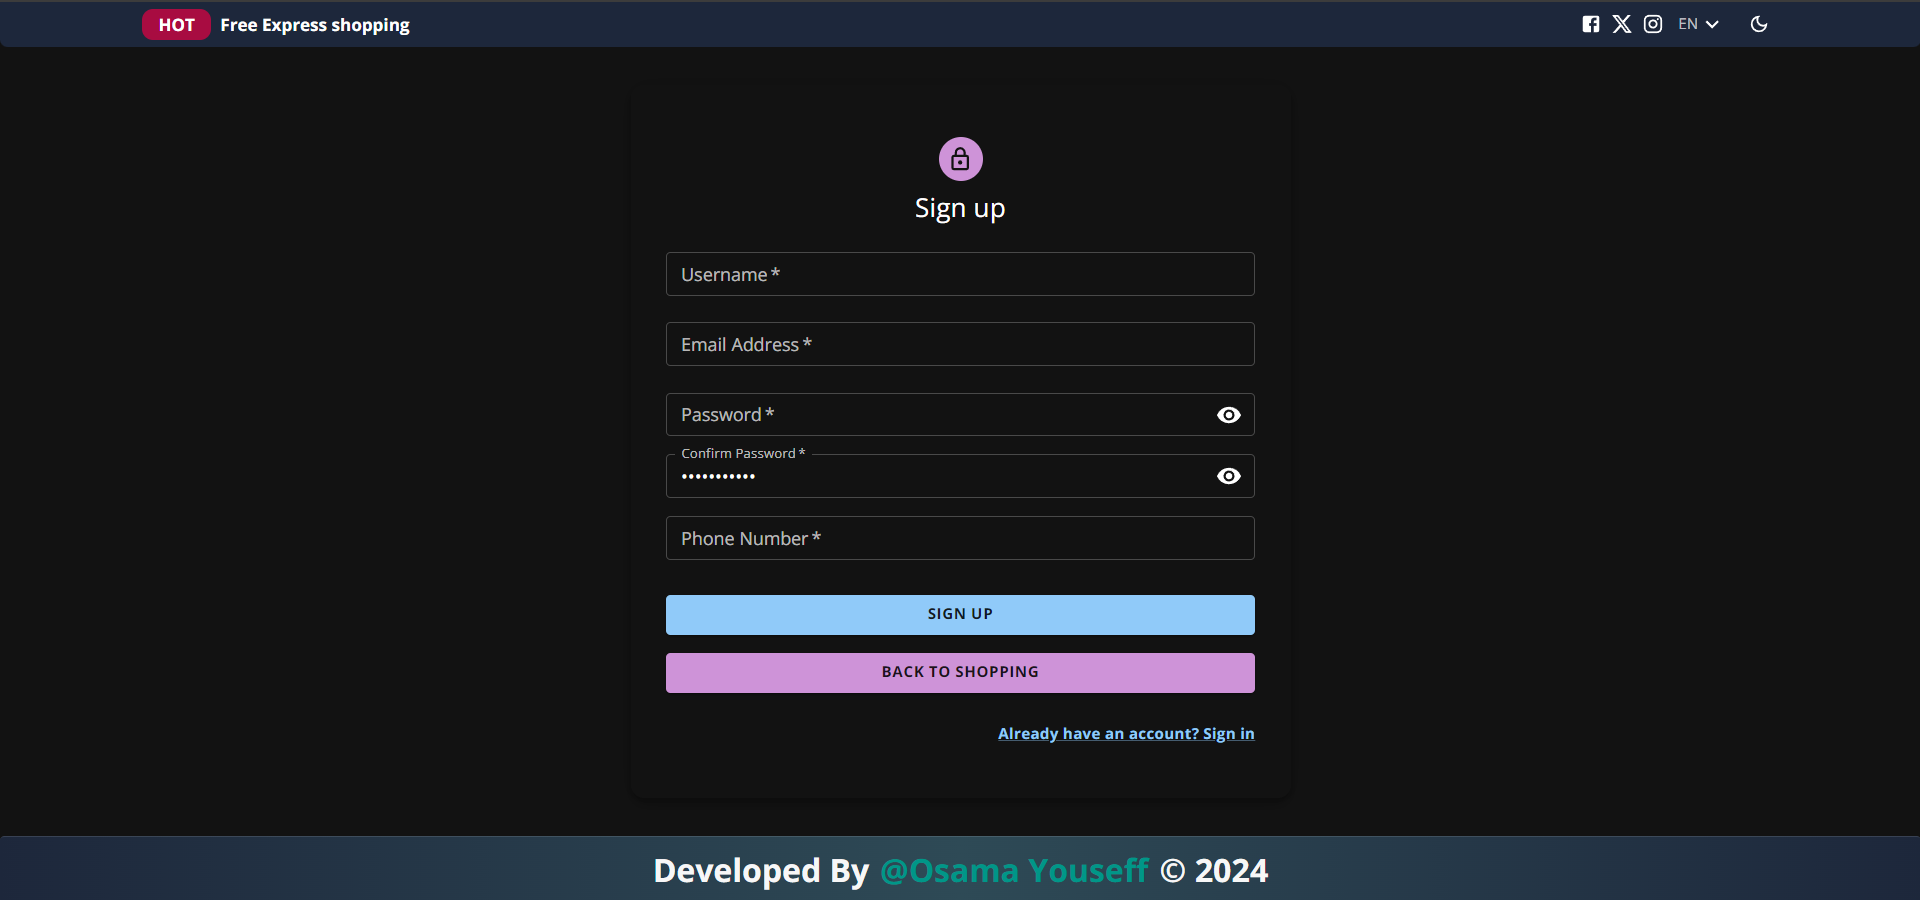 HOT Free Express shopping EN
Sign up
Username *
Email Address *
Password *
Confirm Password *
•••••••••••
Phone Number *
SIGN UP
BACK TO SHOPPING
Already have an account? Sign in
Developed By @Osama Youseff © 2024